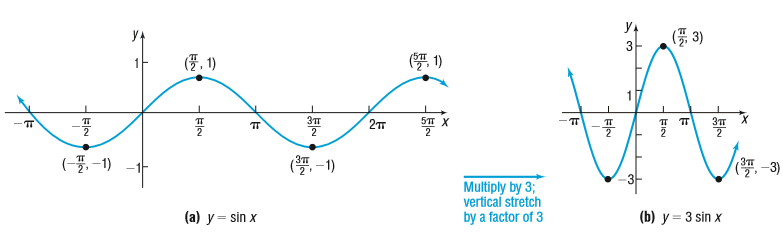 y
1
(π/2, 1)
(5π/2, 1)
−π
−π/2
π/2
π
3π/2
2π
5π/2
x
(−π/2, −1)
−1
(3π/2, −1)
(a) y = sin x
Multiply by 3;
vertical stretch
by a factor of 3
y
3
(π/2, 3)
1
−π
−π/2
π/2
π
3π/2
x
−3
(3π/2, −3)
(b) y = 3 sin x